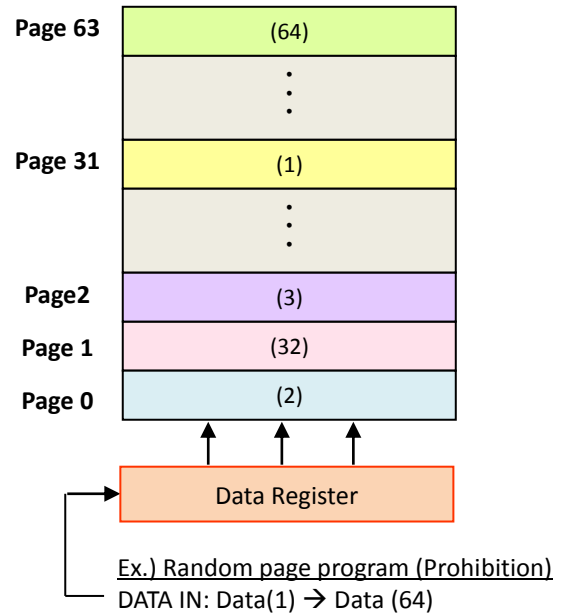 Page 63 (64)
Page 31 (1)
Page2 (3)
Page 1 (32)
Page 0 (2)
Data Register
Ex.) Random page program (Prohibition)
DATA IN: Data(1) → Data (64)